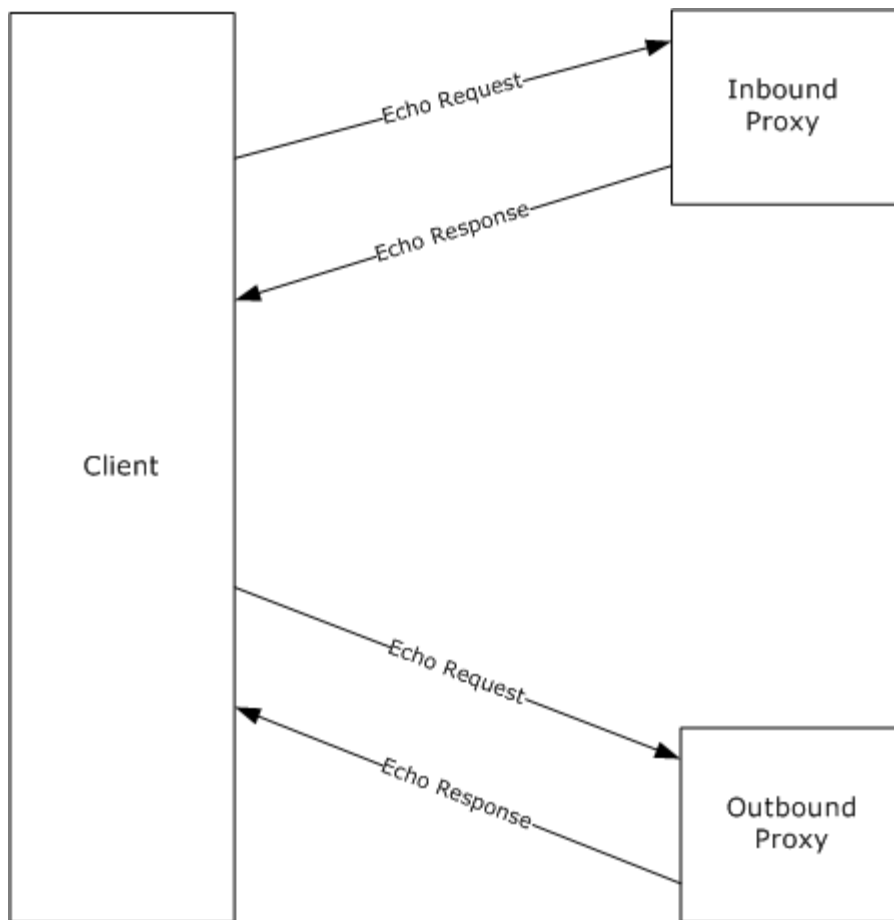 Echo Request
Inbound
Proxy
Echo Response
Client
Echo Request
Echo Response
Outbound
Proxy